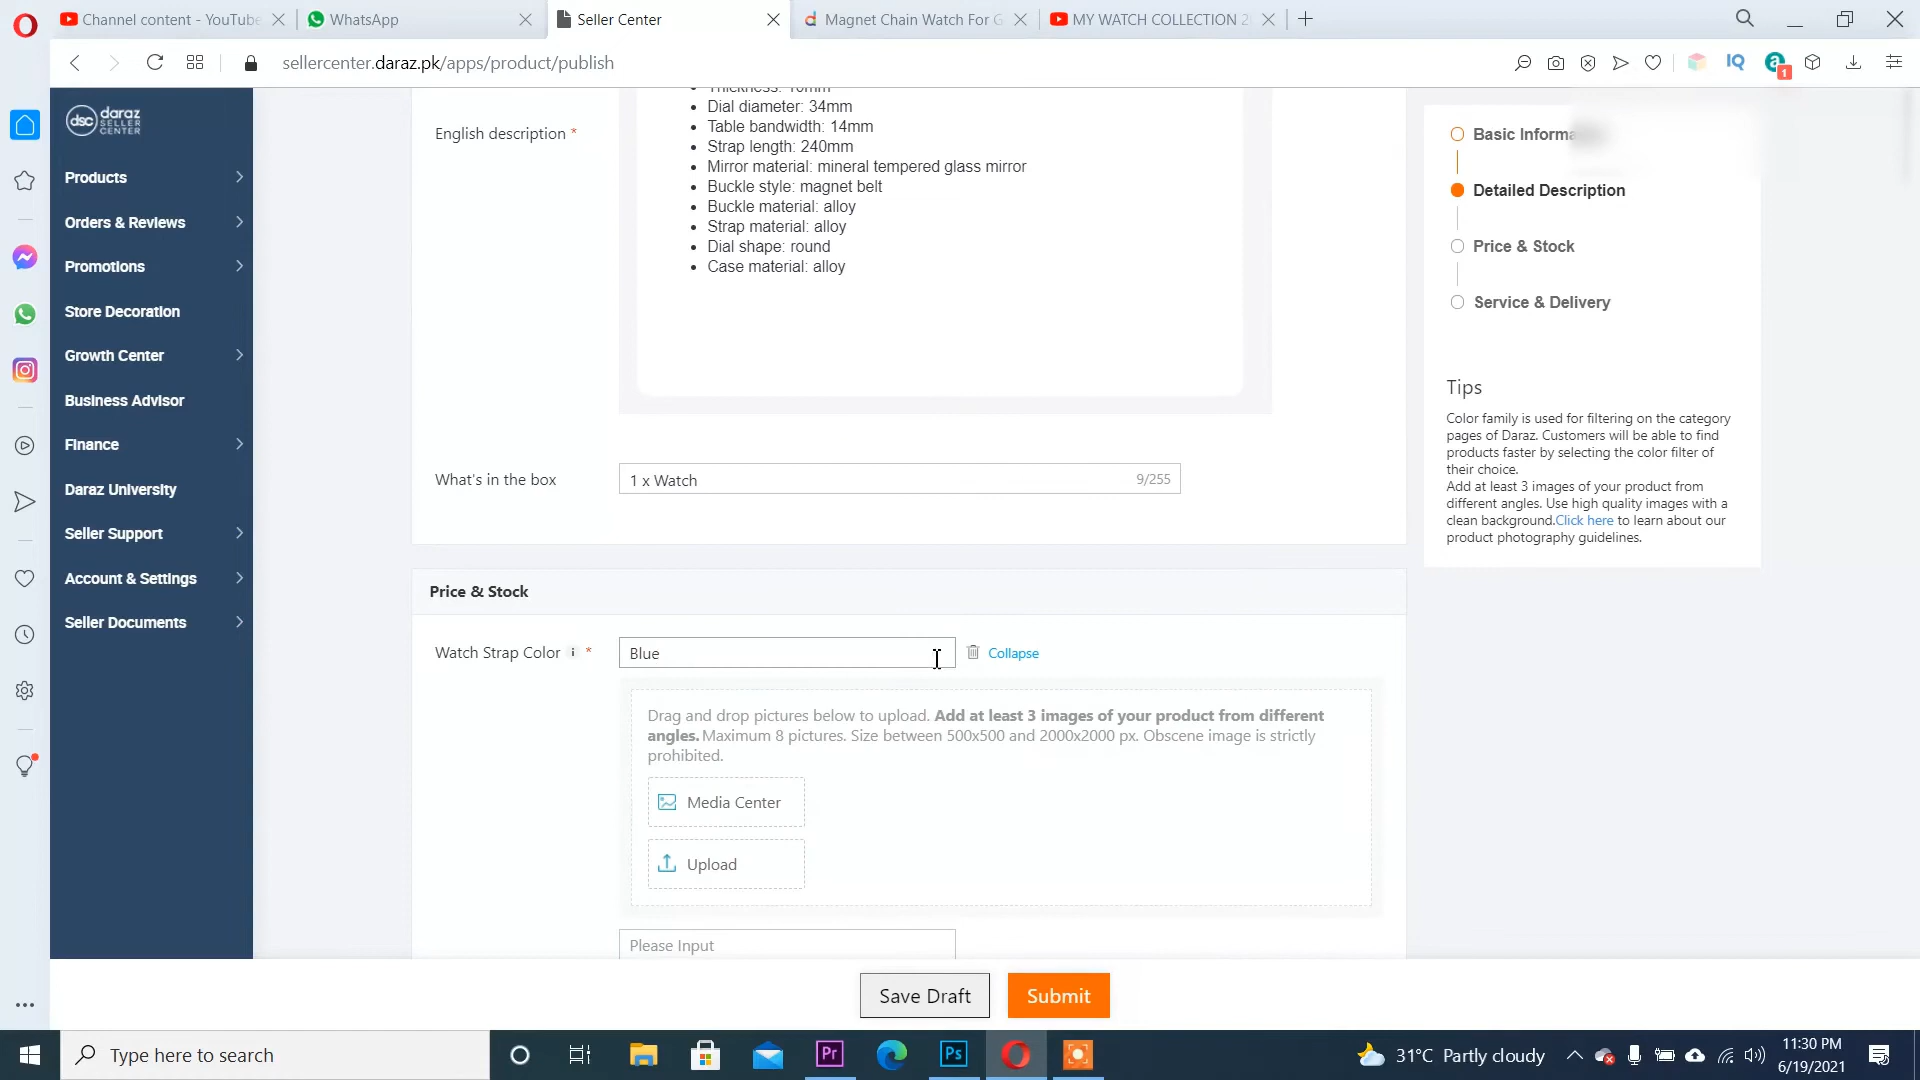 Channel content - YouTube
WhatsApp
Seller Center
Magnet Chain Watch For G
MY WATCH COLLECTION 2
sellercenter.daraz.pk/apps/product/publish
IQ
a
1
dsc daraz
SELLER
CENTER
Products
Orders & Reviews
Promotions
Store Decoration
Growth Center
Business Advisor
Finance
Daraz University
Seller Support
Account & Settings
Seller Documents
English description *
Thickness: 10mm
Dial diameter: 34mm
Table bandwidth: 14mm
Strap length: 240mm
Mirror material: mineral tempered glass mirror
Buckle style: magnet belt
Buckle material: alloy
Strap material: alloy
Dial shape: round
Case material: alloy
What's in the box
1 x Watch
9/255
Price & Stock
Watch Strap Color i *
Blue
Collapse
Drag and drop pictures below to upload. Add at least 3 images of your product from different
angles. Maximum 8 pictures. Size between 500x500 and 2000x2000 px. Obscene image is strictly
prohibited.
Media Center
Upload
Please Input
Save Draft
Submit
Basic Informa
Detailed Description
Price & Stock
Service & Delivery
Tips
Color family is used for filtering on the category
pages of Daraz. Customers will be able to find
products faster by selecting the color filter of
their choice.
Add at least 3 images of your product from
different angles. Use high quality images with a
clean background.Click here to learn about our
product photography guidelines.
Type here to search
Pr
Ps
31°C Partly cloudy
11:30 PM
6/19/2021